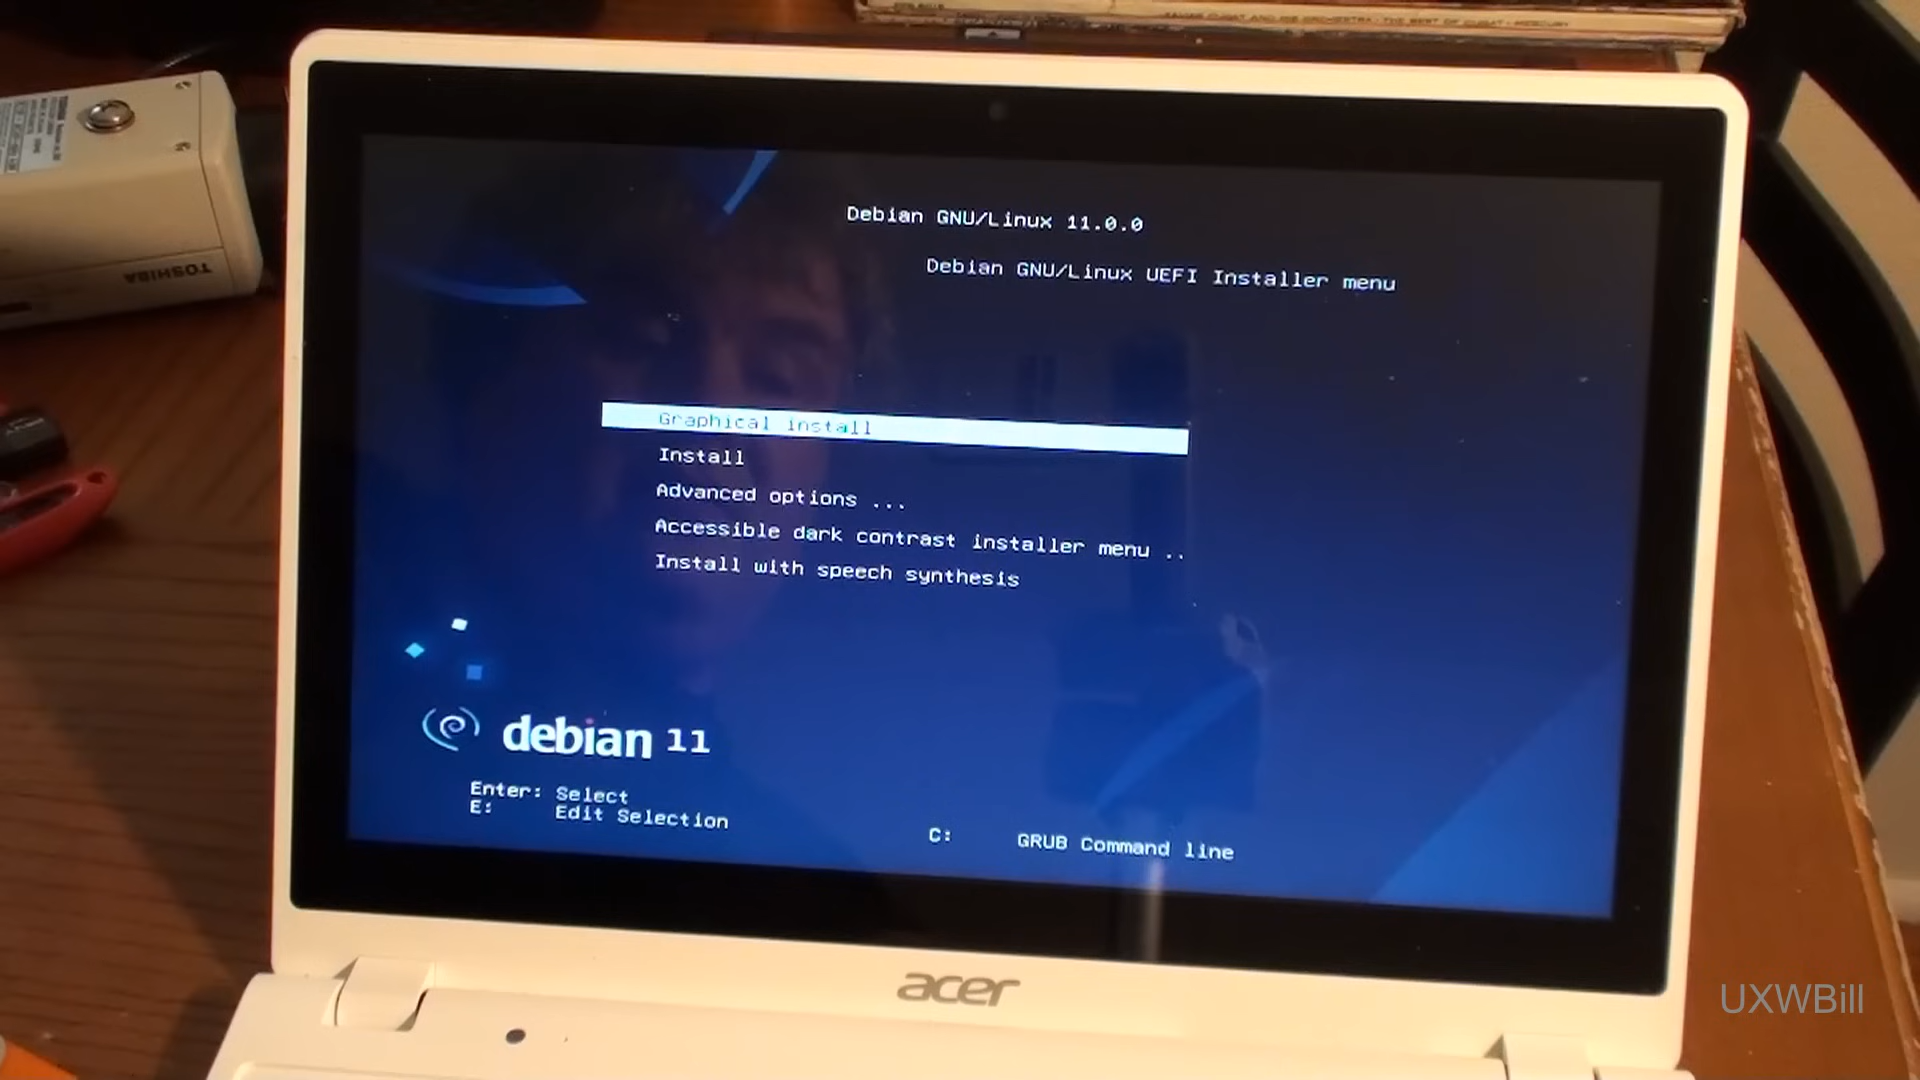 TOSHIBA
Debian GNU/Linux 11.0.0
Debian GNU/Linux UEFI Installer menu
Graphical install
Install
Advanced options ...
Accessible dark contrast installer menu ..
Install with speech synthesis
debian 11
Enter: Select
E: Edit Selection
C: GRUB Command line
acer
UXWBill